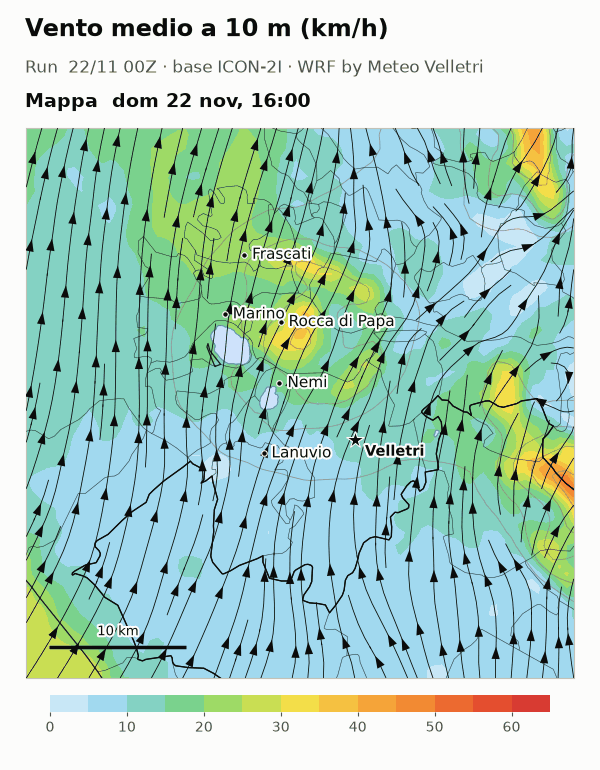 Vento medio a 10 m (km/h)
Run  22/11 00Z · base ICON-2I · WRF by Meteo Velletri
Mappa  dom 22 nov, 16:00
Frascati
Marino
Rocca di Papa
Nemi
Velletri
Lanuvio
10 km
0 10 20 30 40 50 60